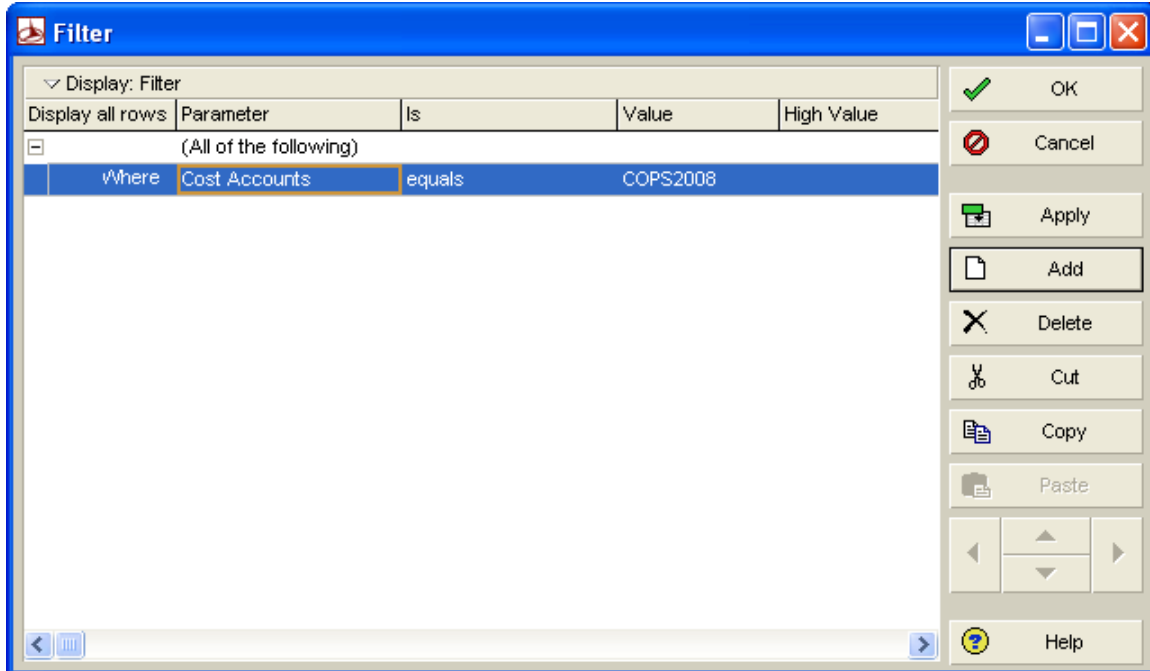 Filter
Display: Filter
Display all rows Parameter Is Value High Value
(All of the following)
Where Cost Accounts equals COPS2008
OK
Cancel
Apply
Add
Delete
Cut
Copy
Paste
Help